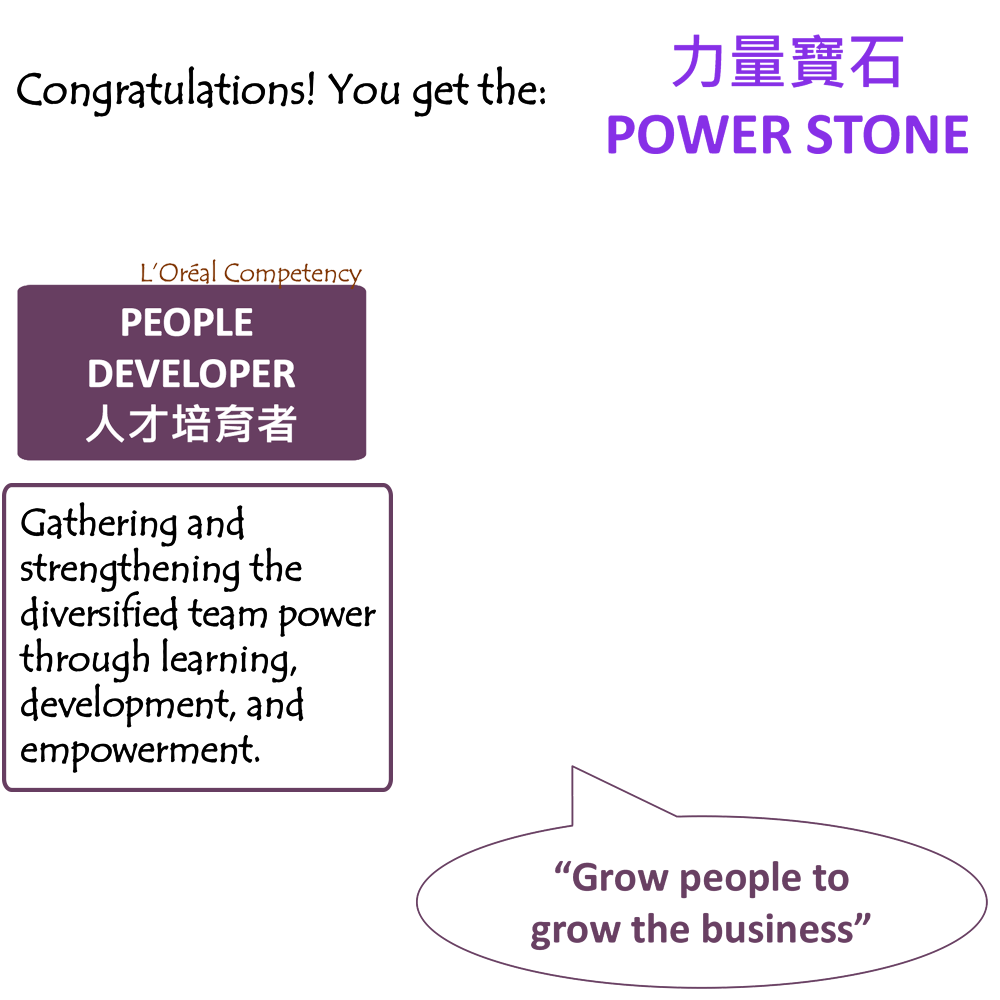 Congratulations! You get the:
力量寶石
POWER STONE
L’Oréal Competency
PEOPLE
DEVELOPER
人才培育者
Gathering and
strengthening the
diversified team power
through learning,
development, and
empowerment.
“Grow people to
grow the business”